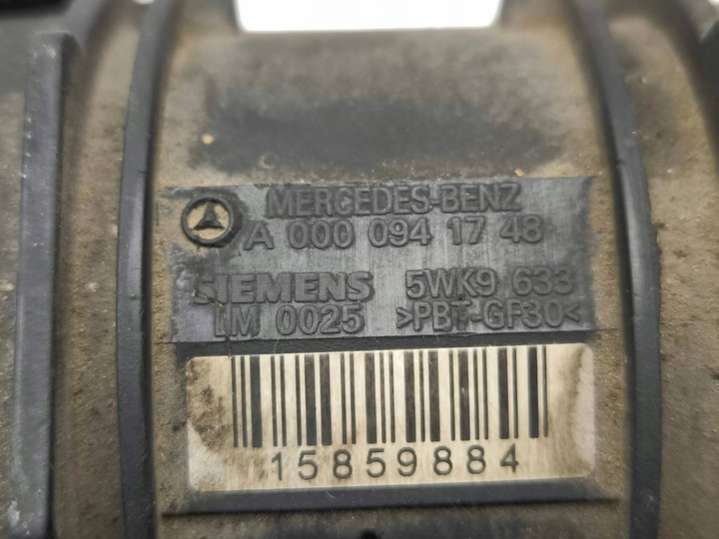 MERCEDES-BENZ
A 000 094 17 48
SIEMENS 5WK9 633
IM 0025 >PBT-GF30<
15859884